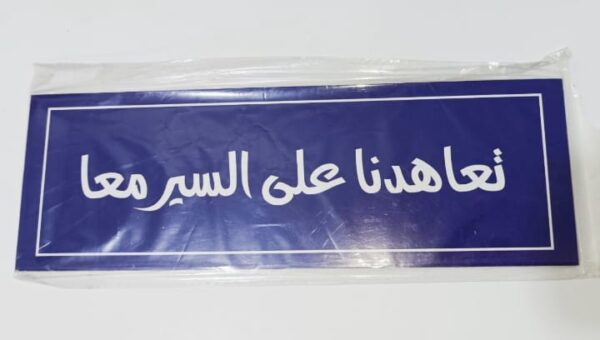 تعاهدنا على السير معا